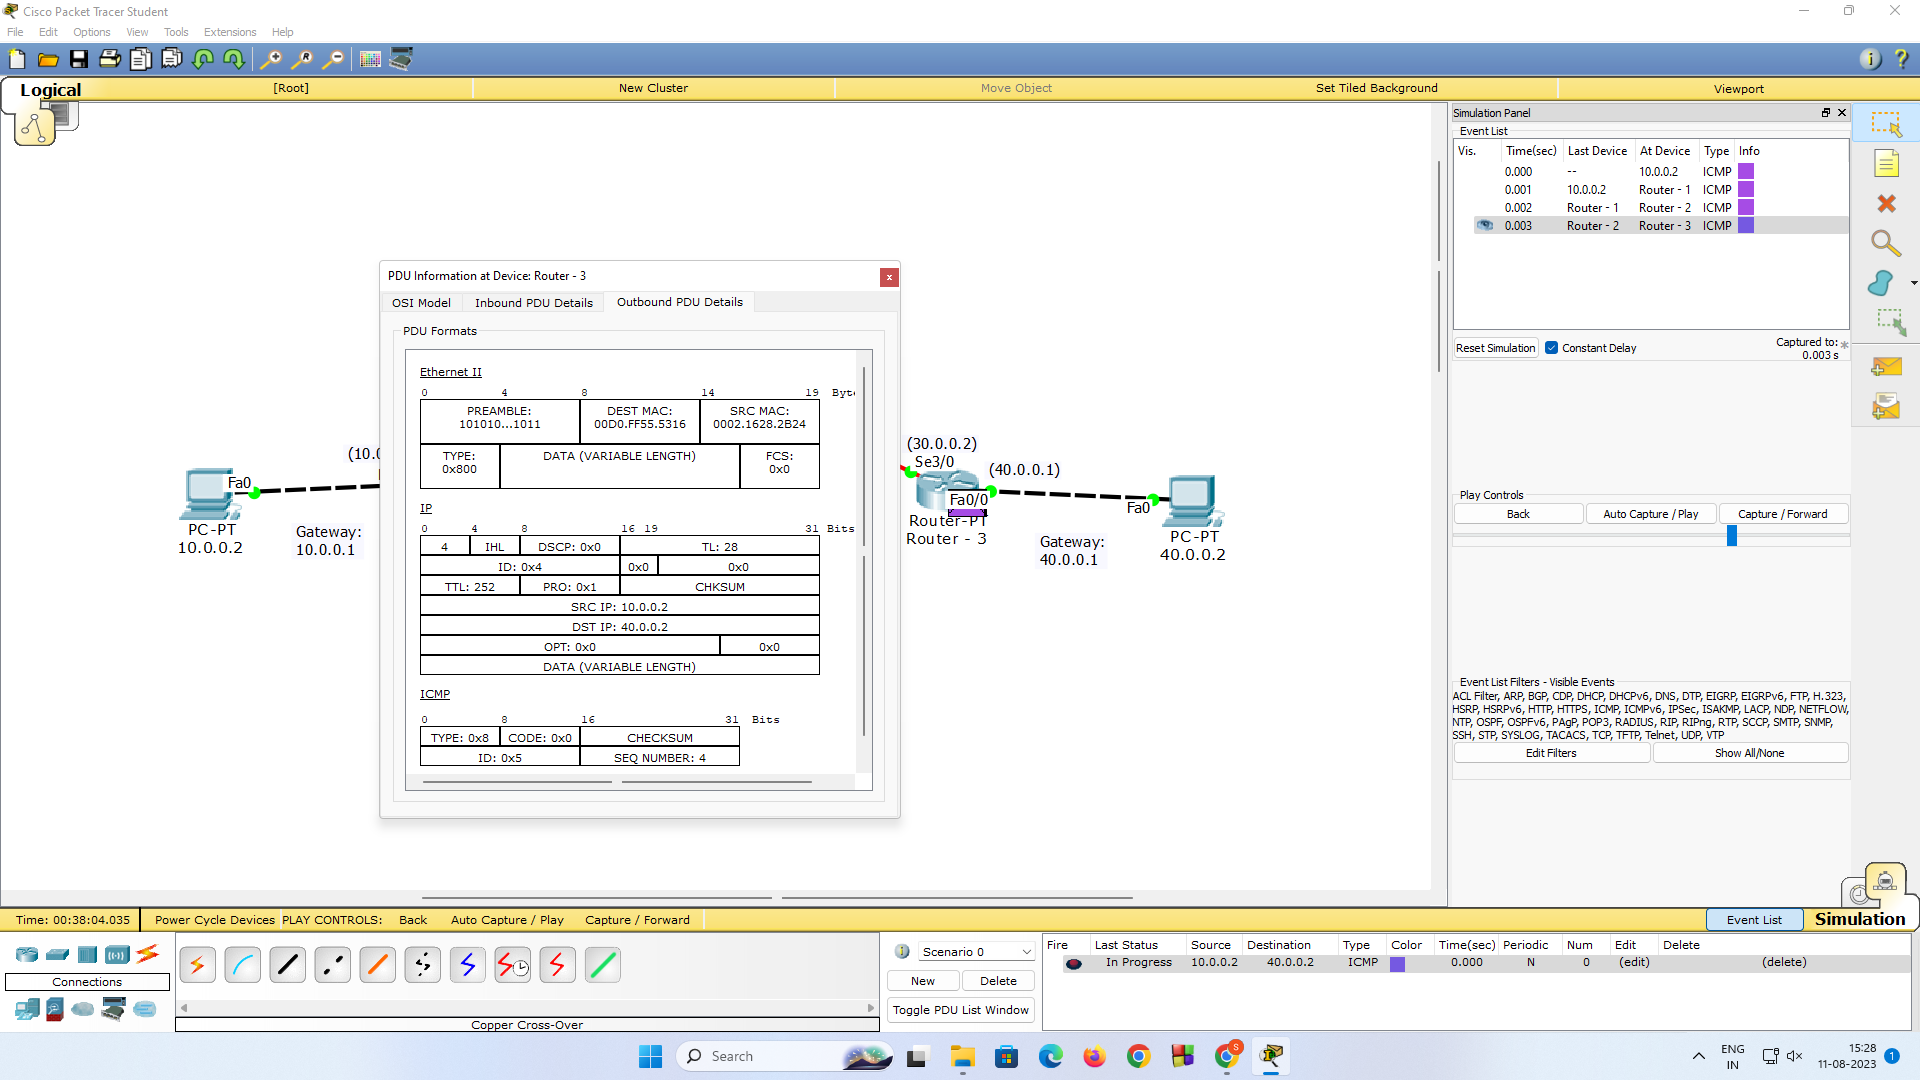 Cisco Packet Tracer Student
File Edit Options View Tools Extensions Help
Logical [Root] New Cluster Move Object Set Tiled Background Viewport
Simulation Panel
Event List
Vis. Time(sec) Last Device At Device Type Info
0.000 -- 10.0.0.2 ICMP
0.001 10.0.0.2 Router - 1 ICMP
0.002 Router - 1 Router - 2 ICMP
0.003 Router - 2 Router - 3 ICMP
Reset Simulation Constant Delay Captured to: *
0.003 s
Play Controls
Back Auto Capture / Play Capture / Forward
Event List Filters - Visible Events
ACL Filter, ARP, BGP, CDP, DHCP, DHCPv6, DNS, DTP, EIGRP, EIGRPv6, FTP, H.323,
HSRP, HSRPv6, HTTP, HTTPS, ICMP, ICMPv6, IPSec, ISAKMP, LACP, NDP, NETFLOW,
NTP, OSPF, OSPFv6, PAgP, POP3, RADIUS, RIP, RIPng, RTP, SCCP, SMTP, SNMP,
SSH, STP, SYSLOG, TACACS, TCP, TFTP, Telnet, UDP, VTP
Edit Filters Show All/None
PDU Information at Device: Router - 3 x
OSI Model Inbound PDU Details Outbound PDU Details
PDU Formats
Ethernet II
0 4 8 14 19 Byt
PREAMBLE: DEST MAC: SRC MAC:
101010...1011 00D0.FF55.5316 0002.1628.2B24
TYPE: DATA (VARIABLE LENGTH) FCS:
0x800 0x0
IP
0 4 8 16 19 31 Bits
4 IHL DSCP: 0x0 TL: 28
ID: 0x4 0x0 0x0
TTL: 252 PRO: 0x1 CHKSUM
SRC IP: 10.0.0.2
DST IP: 40.0.0.2
OPT: 0x0 0x0
DATA (VARIABLE LENGTH)
ICMP
0 8 16 31 Bits
TYPE: 0x8 CODE: 0x0 CHECKSUM
ID: 0x5 SEQ NUMBER: 4
(10.0
Fa0
PC-PT
10.0.0.2
Gateway:
10.0.0.1
(30.0.0.2)
Se3/0
(40.0.0.1)
Fa0/0
Router-PT
Router - 3
Fa0
Gateway:
40.0.0.1
PC-PT
40.0.0.2
Time: 00:38:04.035 Power Cycle Devices PLAY CONTROLS: Back Auto Capture / Play Capture / Forward Event List Simulation
Connections
Copper Cross-Over
Scenario 0
New Delete
Toggle PDU List Window
Fire Last Status Source Destination Type Color Time(sec) Periodic Num Edit Delete
In Progress 10.0.0.2 40.0.0.2 ICMP 0.000 N 0 (edit) (delete)
Search
S
ENG
IN
15:28
11-08-2023
1